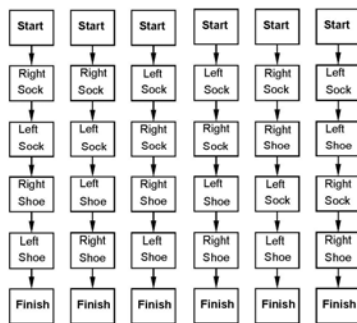 Start Start Start Start Start Start
Right Right Left Left Right Left
Sock Sock Sock Sock Sock Sock
Left Left Right Right Right Left
Sock Sock Sock Sock Shoe Shoe
Right Left Right Left Left Right
Shoe Shoe Shoe Shoe Sock Sock
Left Right Left Right Left Right
Shoe Shoe Shoe Shoe Shoe Shoe
Finish Finish Finish Finish Finish Finish